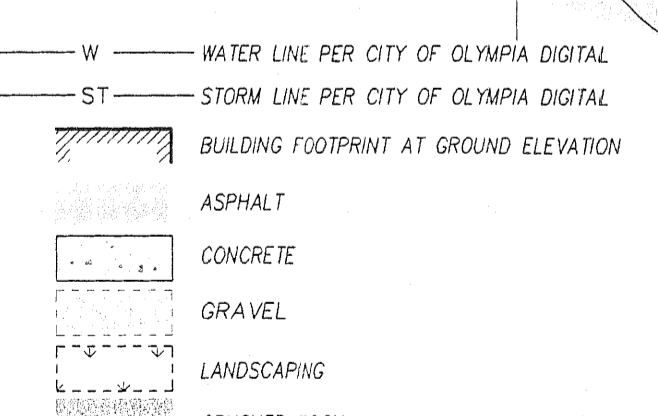 W WATER LINE PER CITY OF OLYMPIA DIGITAL
ST STORM LINE PER CITY OF OLYMPIA DIGITAL
BUILDING FOOTPRINT AT GROUND ELEVATION
ASPHALT
CONCRETE
GRAVEL
LANDSCAPING